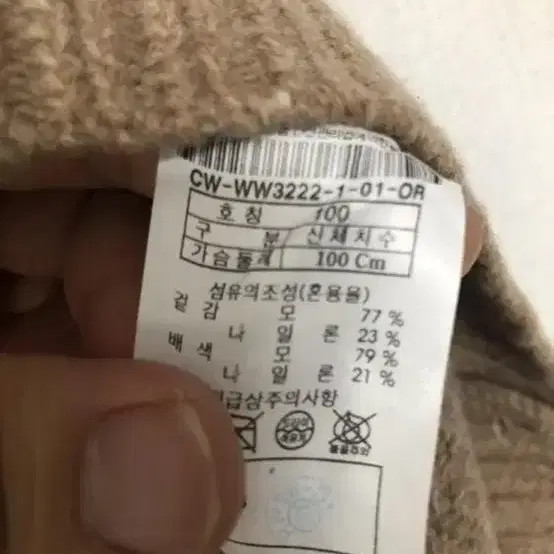 CW-WW3222-1-01-OR
호칭 100
구분 신체치수
가슴둘레 100 Cm
섬유의조성(혼용율)
겉감 모 77 %
나일론 23 %
배색 모 79 %
나일론 21 %
취급상주의사항